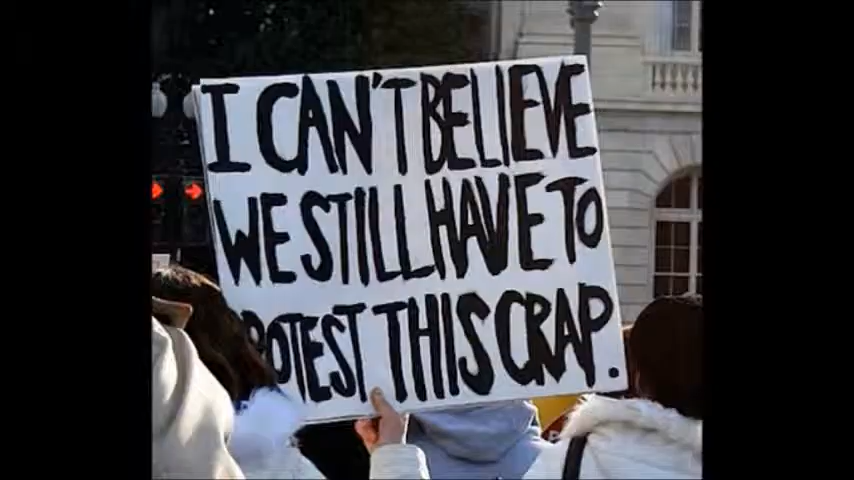 I CAN'T BELIEVE
WE STILL HAVE TO
PROTEST THIS CRAP.